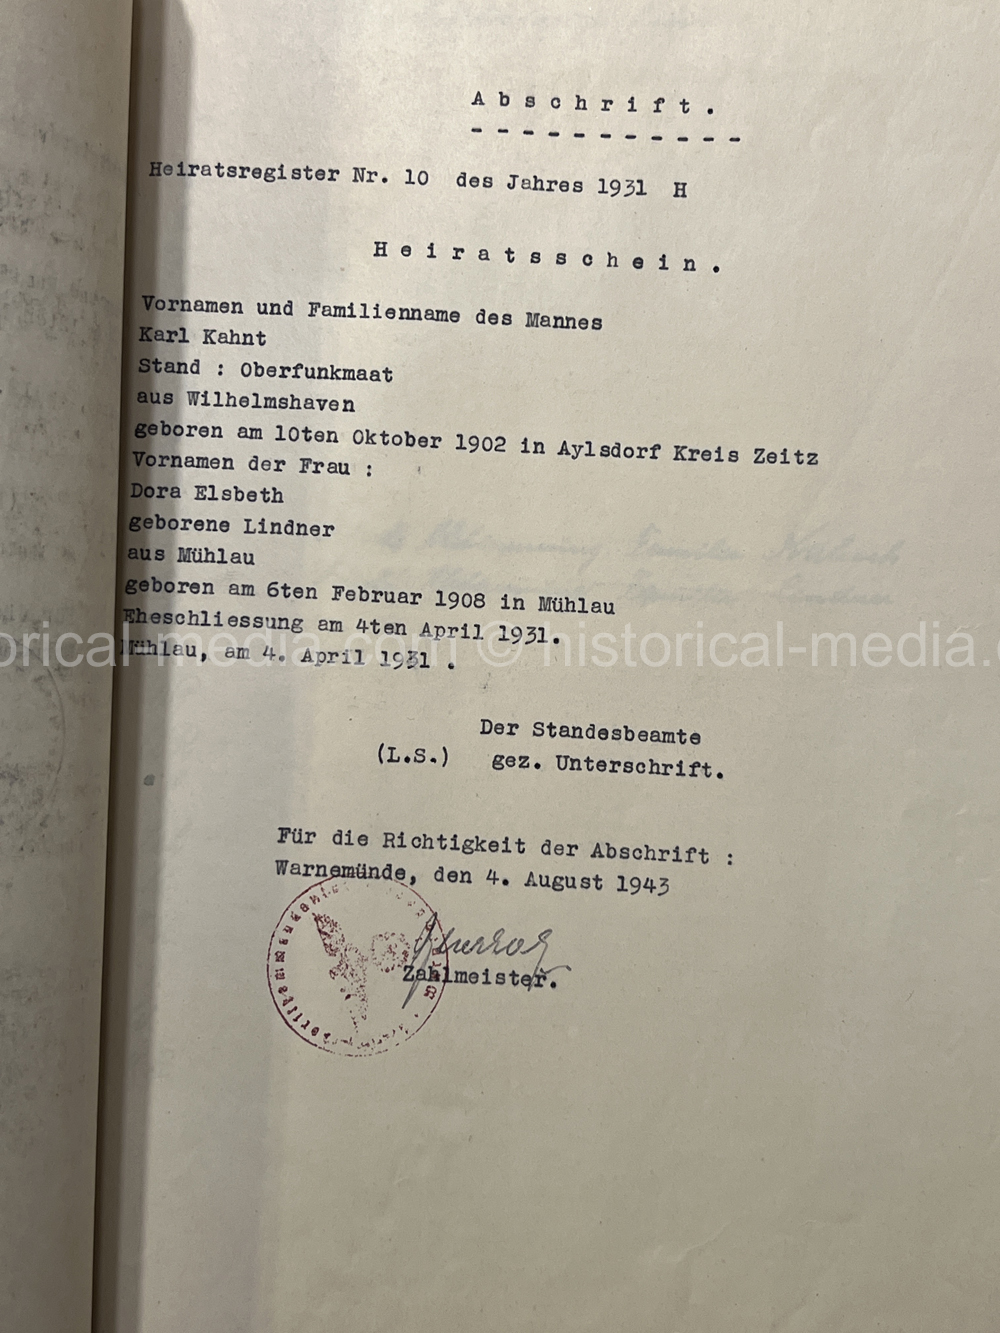 Abschrift.
-----------
Heiratsregister Nr. 10 des Jahres 1931 H
Heiratsschein.
Vornamen und Familienname des Mannes
Karl Kahnt
Stand : Oberfunkmaat
aus Wilhelmshaven
geboren am 10ten Oktober 1902 in Aylsdorf Kreis Zeitz
Vornamen der Frau :
Dora Elsbeth
geborene Lindner
aus Mühlau
geboren am 6ten Februar 1908 in Mühlau
Eheschliessung am 4ten April 1931.
orical-media.com © historical-media.c
Mühlau, am 4. April 1931 .
Der Standesbeamte
(L.S.) gez. Unterschrift.
Für die Richtigkeit der Abschrift :
Warnemünde, den 4. August 1943
Zahlmeister.